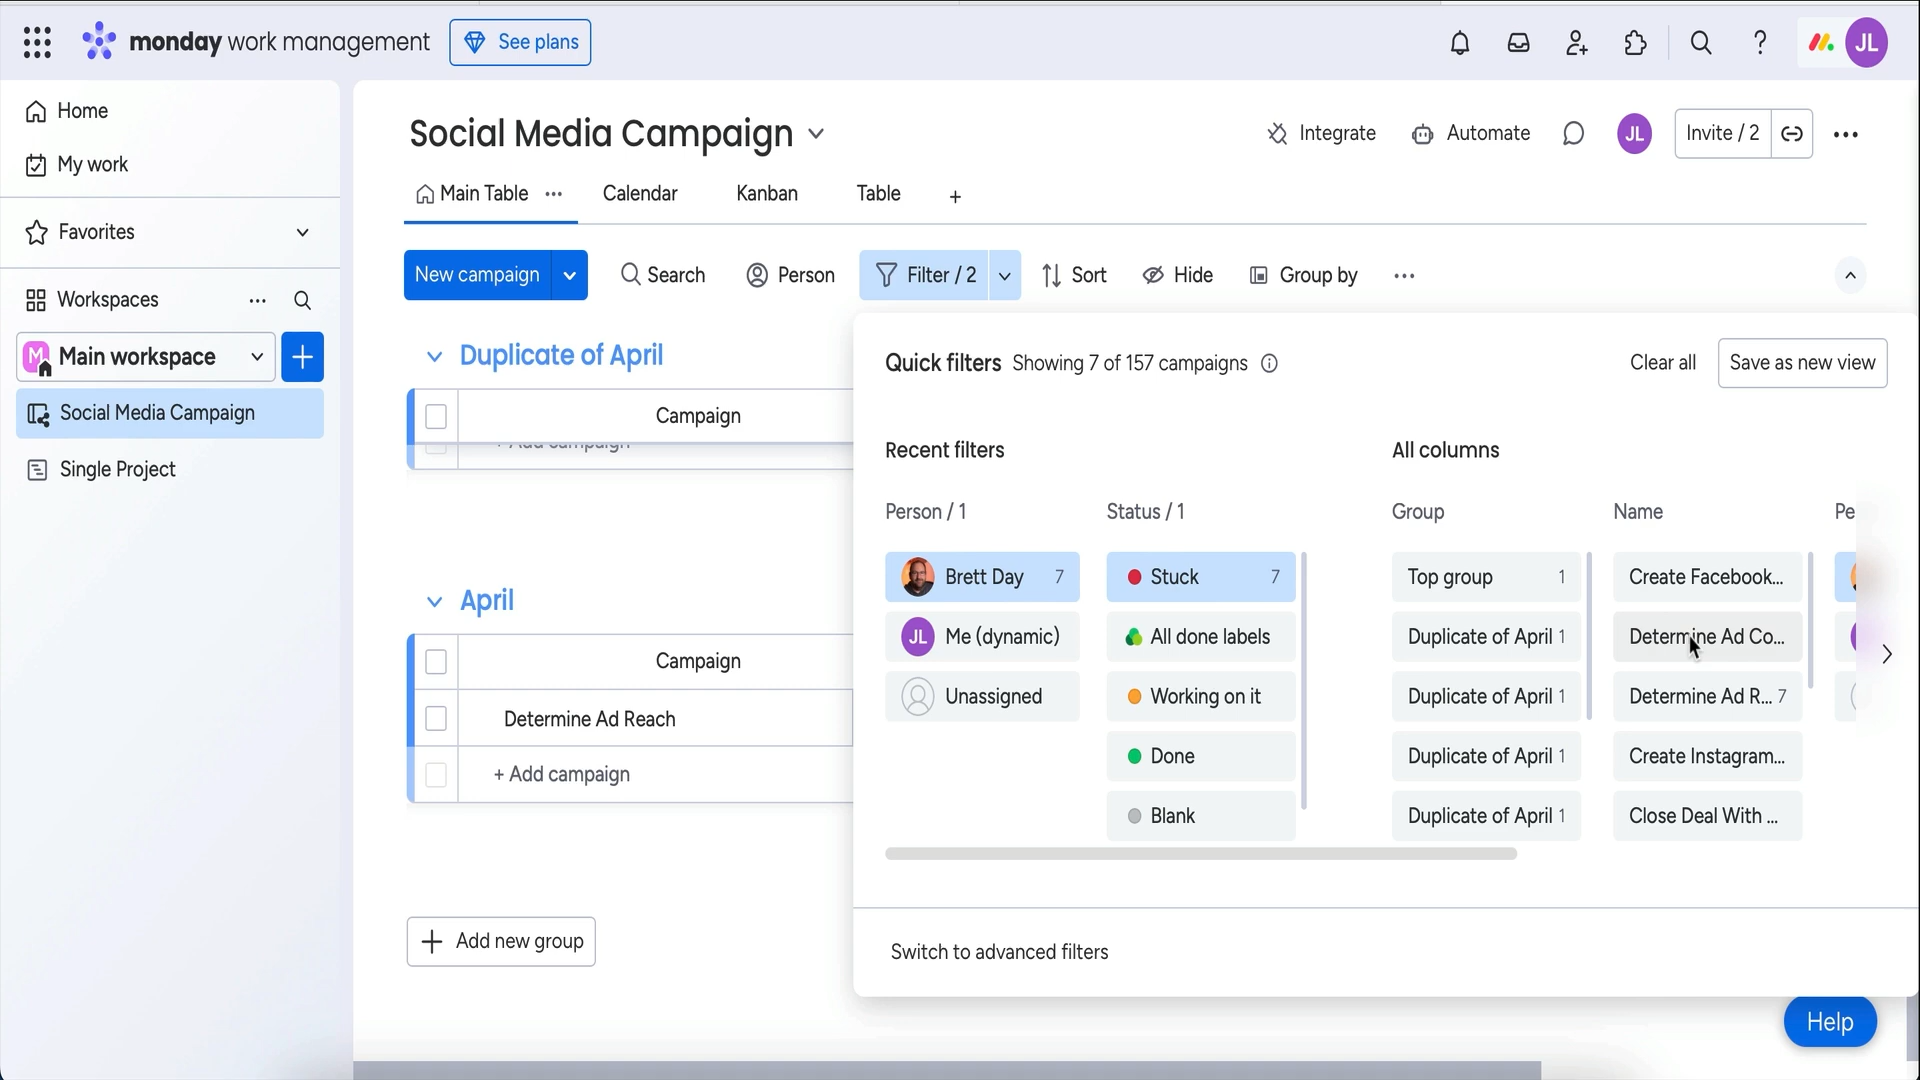 monday work management
See plans
JL
Home
My work
Favorites
Workspaces
M
Main workspace
Social Media Campaign
Single Project
Social Media Campaign
Integrate
Automate
JL
Invite / 2
Main Table
Calendar
Kanban
Table
New campaign
Search
Person
Filter / 2
Sort
Hide
Group by
Duplicate of April
Campaign
+ Add campaign
April
Campaign
Determine Ad Reach
+ Add campaign
Add new group
Quick filters Showing 7 of 157 campaigns
Clear all
Save as new view
Recent filters
All columns
Person / 1
Brett Day 7
JL Me (dynamic)
Unassigned
Status / 1
Stuck 7
All done labels
Working on it
Done
Blank
Group
Top group 1
Duplicate of April 1
Duplicate of April 1
Duplicate of April 1
Duplicate of April 1
Name
Create Facebook...
Determine Ad Co...
Determine Ad R... 7
Create Instagram...
Close Deal With ...
Pe
Switch to advanced filters
Help